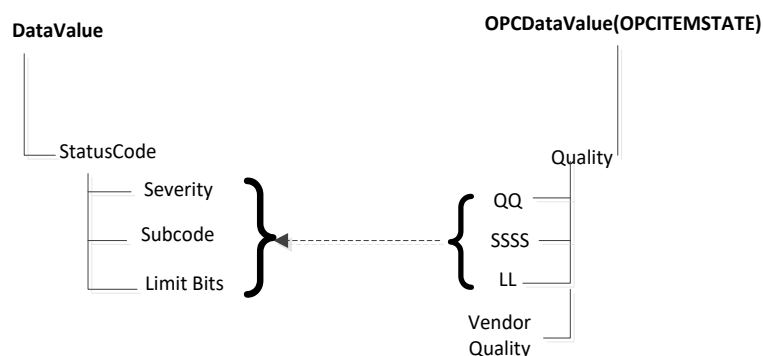 DataValue
OPCDataValue(OPCITEMSTATE)
StatusCode
Quality
Severity
QQ
Subcode
SSSS
Limit Bits
LL
Vendor
Quality